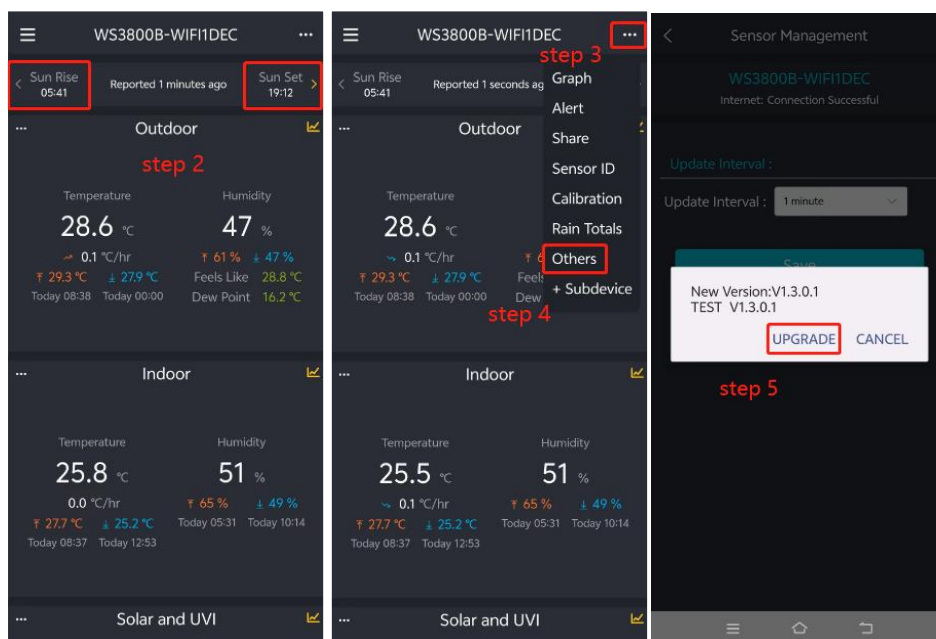 WS3800B-WIFI1DEC
Sun Rise
05:41
Reported 1 minutes ago
Sun Set
19:12
Outdoor
step 2
Temperature Humidity
28.6 ℃ 47 %
0.1 ℃/hr 61 % 47 %
29.3 ℃ 27.9 ℃ Feels Like 28.8 ℃
Today 08:38 Today 00:00 Dew Point 16.2 ℃
Indoor
Temperature Humidity
25.8 ℃ 51 %
0.0 ℃/hr 65 % 49 %
27.7 ℃ 25.2 ℃ Today 05:31 Today 10:14
Today 08:37 Today 12:53
Solar and UVI
WS3800B-WIFI1DEC
step 3
Sun Rise
05:41
Reported 1 seconds ag
Graph
Alert
Share
Sensor ID
Calibration
Rain Totals
Others
+ Subdevice
Outdoor
Temperature
28.6 ℃
0.1 ℃/hr
29.3 ℃ 27.9 ℃ Feels
Today 08:38 Today 00:00 Dew
step 4
Indoor
Temperature Humidity
25.5 ℃ 51 %
0.1 ℃/hr 65 % 49 %
27.7 ℃ 25.2 ℃ Today 05:31 Today 10:14
Today 08:37 Today 12:53
Solar and UVI
Sensor Management
WS3800B-WIFI1DEC
Internet: Connection Successful
Update Interval :
Update Interval : 1 minute
Save
New Version:V1.3.0.1
TEST V1.3.0.1
UPGRADE CANCEL
step 5